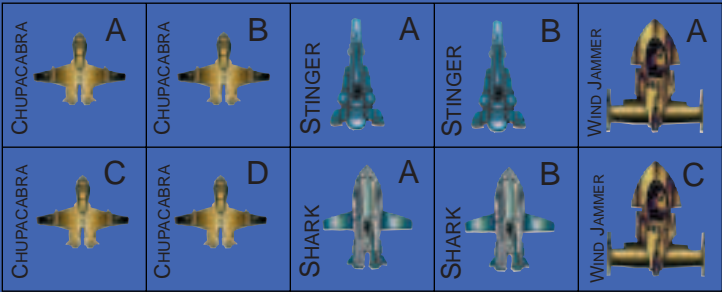 CHUPACABRA A
CHUPACABRA B
STINGER A
STINGER B
WIND JAMMER A
CHUPACABRA C
CHUPACABRA D
SHARK A
SHARK B
WIND JAMMER C